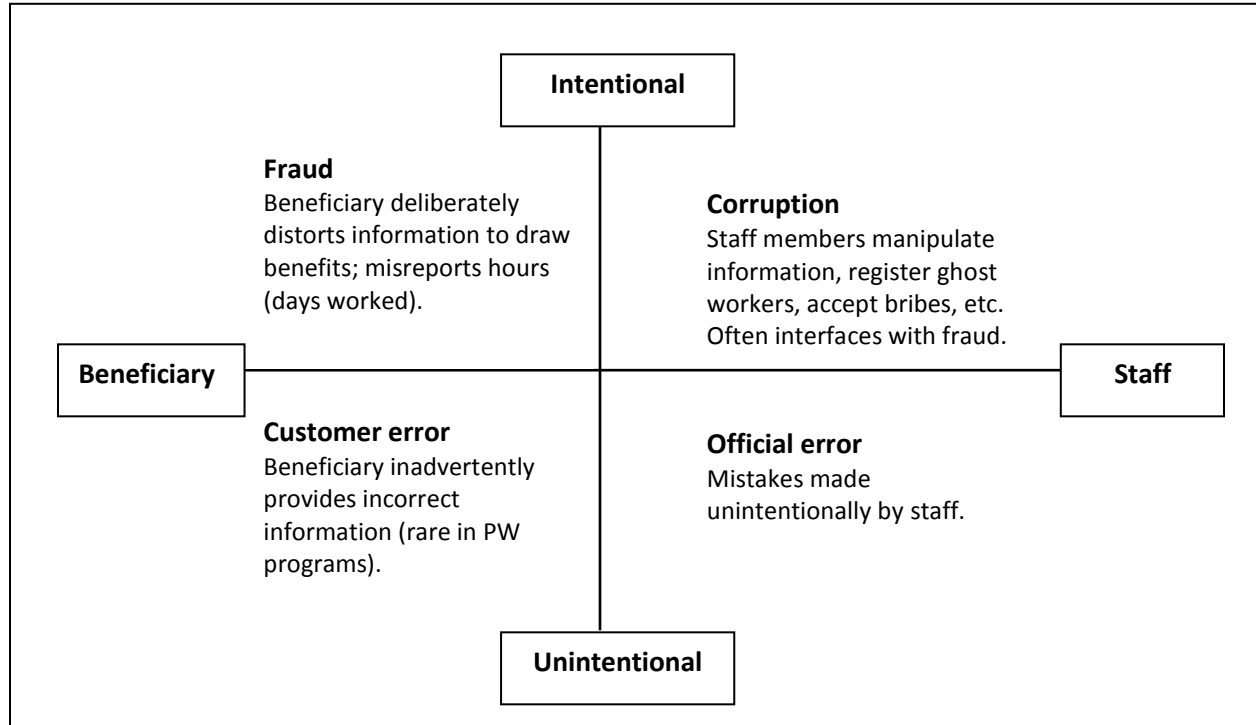 Intentional
Fraud
Beneficiary deliberately
distorts information to draw
benefits; misreports hours
(days worked).
Corruption
Staff members manipulate
information, register ghost
workers, accept bribes, etc.
Often interfaces with fraud.
Beneficiary
Staff
Customer error
Beneficiary inadvertently
provides incorrect
information (rare in PW
programs).
Official error
Mistakes made
unintentionally by staff.
Unintentional